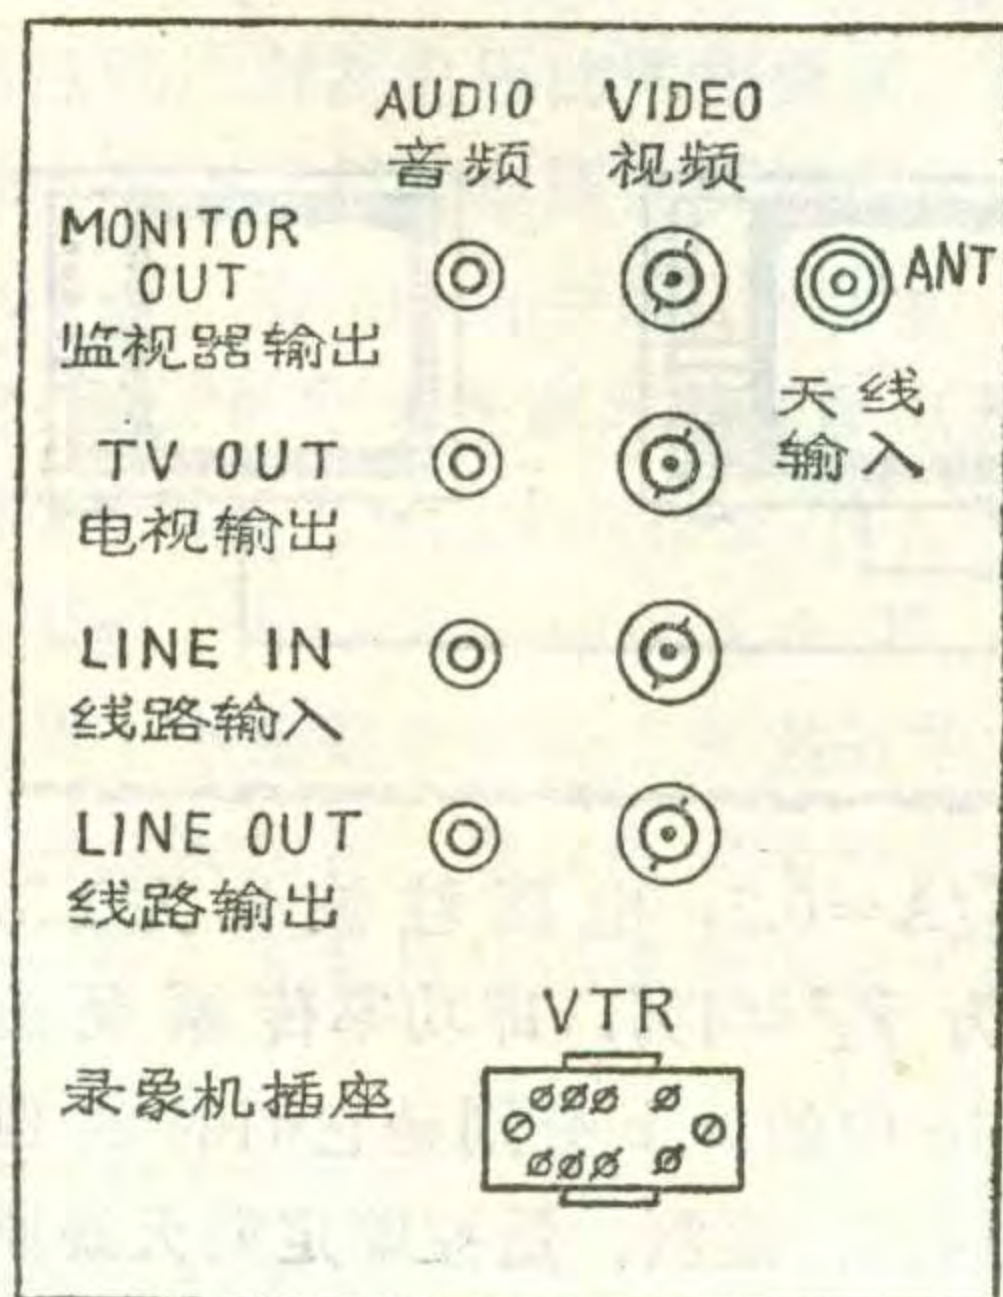 AUDIO VIDEO
音频 视频
MONITOR
OUT
监视器输出
ANT
天线
输入
TV OUT
电视输出
LINE IN
线路输入
LINE OUT
线路输出
VTR
录象机插座